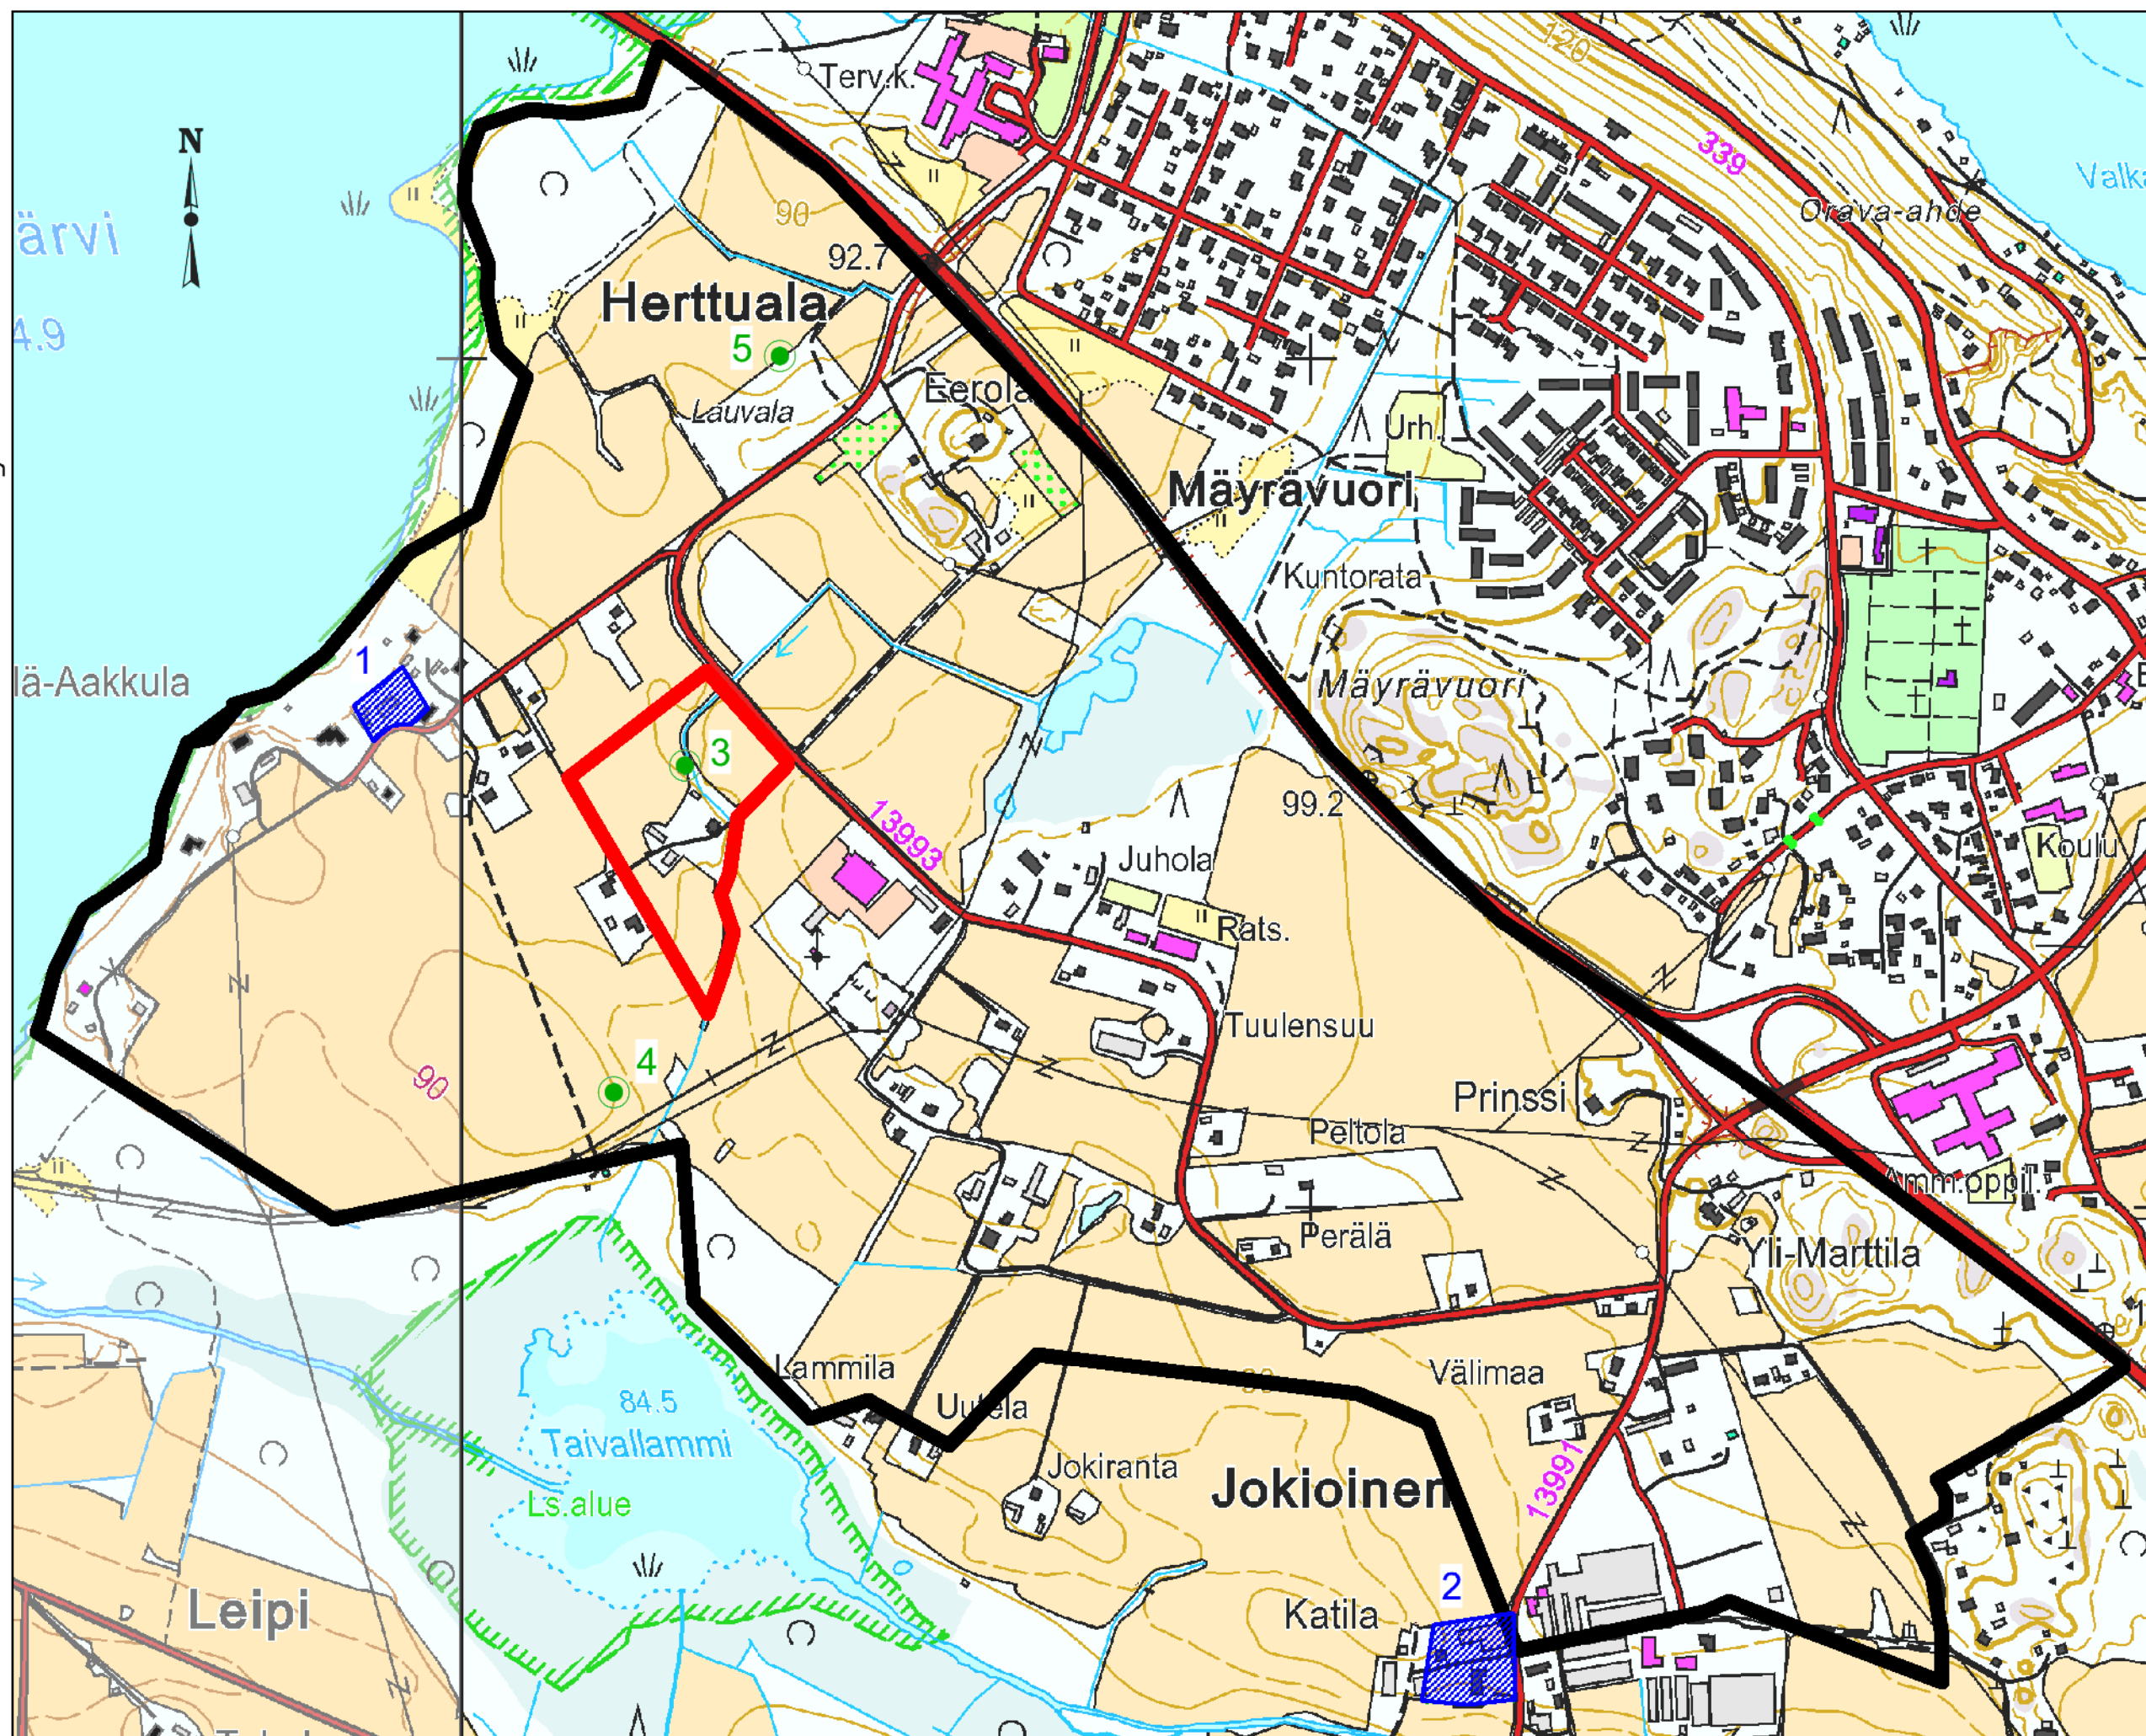 120
Terv.k.
N
339
Valka
Orava-ahde
90
ärvi
92.7
Herttuala
4.9
5
Eerola
Lauvala
Urh.
Mäyrävuori
Kuntorata
1
lä-Aakkula
Mäyrävuori
3
99.2
13993
Koulu
Juhola
Rats.
Tuulensuu
4
90
Prinssi
Peltola
Amm.oppil.
Perälä
Yli-Marttila
Lammila
Välimaa
84.5
Uutela
Taivallammi
Jokiranta
Jokioinen
13991
Ls.alue
2
Leipi
Katila